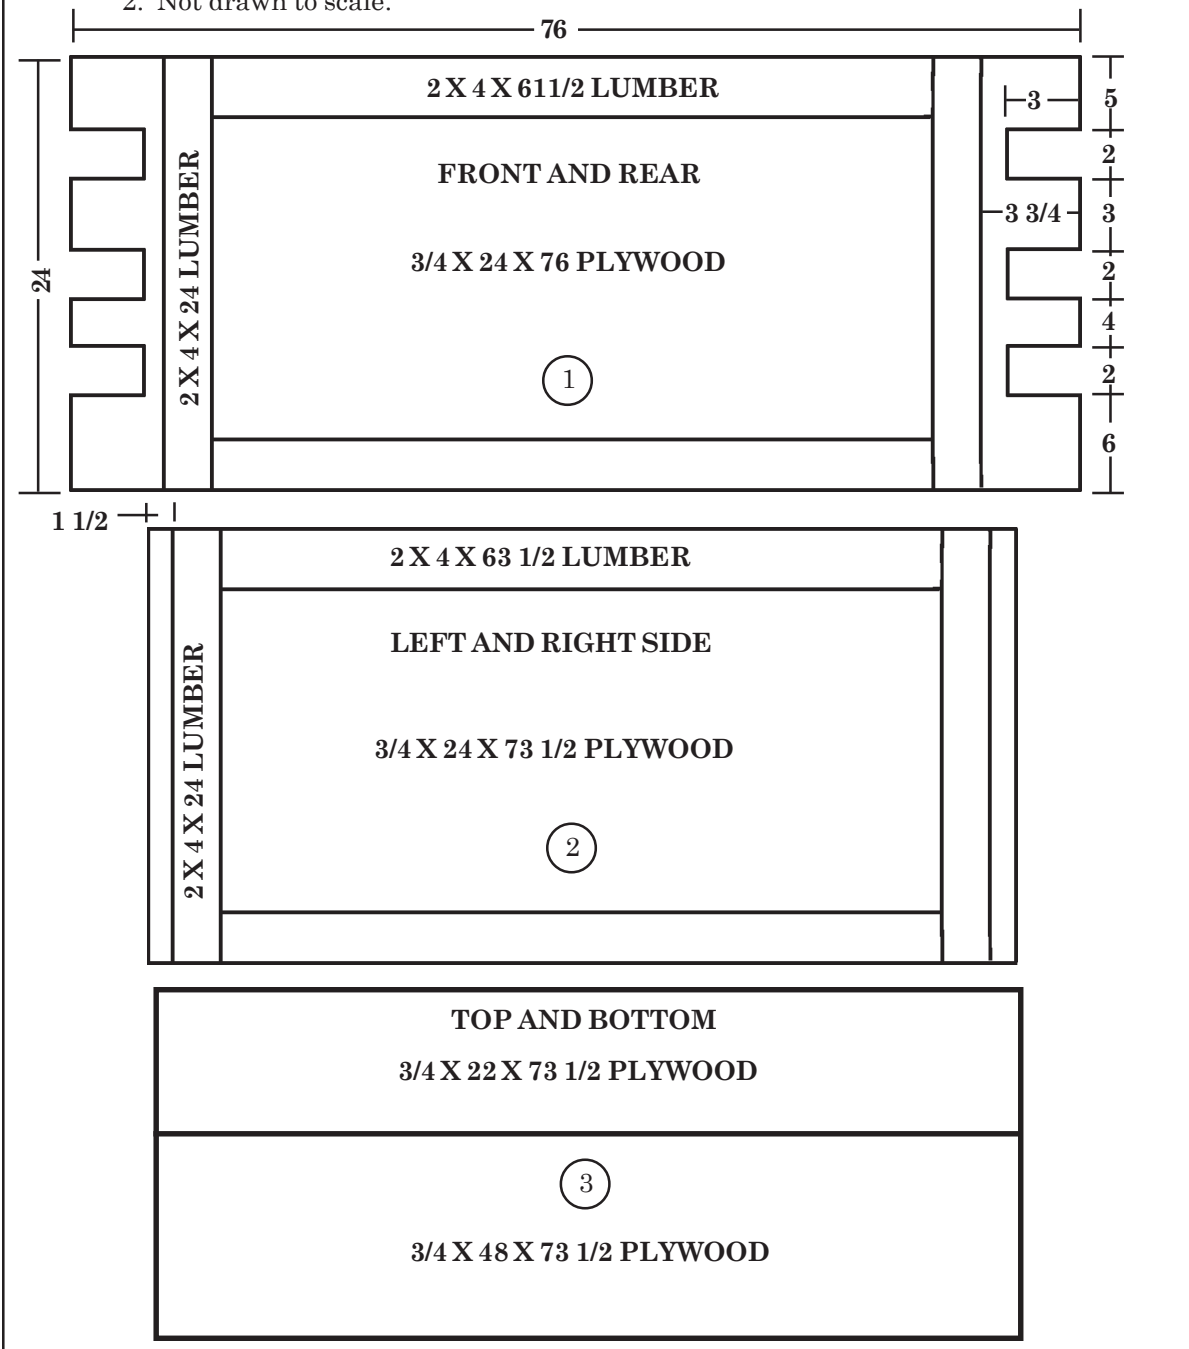 2. Not drawn to scale.
76
2 X 4 X 611/2 LUMBER
3
5
FRONT AND REAR
2
2 X 4 X 24 LUMBER
3 3/4
3
3/4 X 24 X 76 PLYWOOD
24
2
4
1
2
6
1 1/2
2 X 4 X 63 1/2 LUMBER
LEFT AND RIGHT SIDE
2 X 4 X 24 LUMBER
3/4 X 24 X 73 1/2 PLYWOOD
2
TOP AND BOTTOM
3/4 X 22 X 73 1/2 PLYWOOD
3
3/4 X 48 X 73 1/2 PLYWOOD